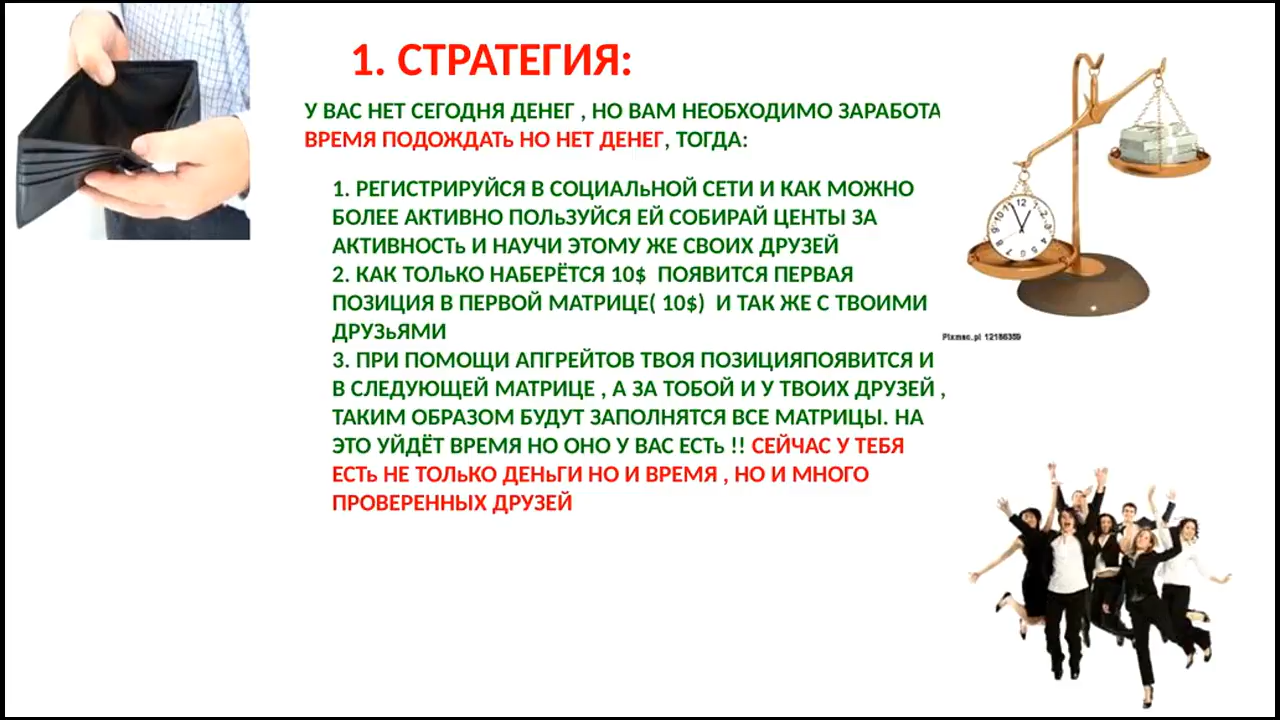 1. СТРАТЕГИЯ:
У ВАС НЕТ СЕГОДНЯ ДЕНЕГ , НО ВАМ НЕОБХОДИМО ЗАРАБОТА
ВРЕМЯ ПОДОЖДАТЬ НО НЕТ ДЕНЕГ, ТОГДА:
1. РЕГИСТРИРУЙСЯ В СОЦИАЛЬНОЙ СЕТИ И КАК МОЖНО
БОЛЕЕ АКТИВНО ПОЛЬЗУЙСЯ ЕЙ СОБИРАЙ ЦЕНТЫ ЗА
АКТИВНОСТЬ И НАУЧИ ЭТОМУ ЖЕ СВОИХ ДРУЗЕЙ
2. КАК ТОЛЬКО НАБЕРЁТСЯ 10$ ПОЯВИТСЯ ПЕРВАЯ
ПОЗИЦИЯ В ПЕРВОЙ МАТРИЦЕ( 10$) И ТАК ЖЕ С ТВОИМИ
ДРУЗЬЯМИ
3. ПРИ ПОМОЩИ АПГРЕЙТОВ ТВОЯ ПОЗИЦИЯПОЯВИТСЯ И
В СЛЕДУЮЩЕЙ МАТРИЦЕ , А ЗА ТОБОЙ И У ТВОИХ ДРУЗЕЙ ,
ТАКИМ ОБРАЗОМ БУДУТ ЗАПОЛНЯТСЯ ВСЕ МАТРИЦЫ. НА
ЭТО УЙДЁТ ВРЕМЯ НО ОНО У ВАС ЕСТЬ !! СЕЙЧАС У ТЕБЯ
ЕСТЬ НЕ ТОЛЬКО ДЕНЬГИ НО И ВРЕМЯ , НО И МНОГО
ПРОВЕРЕННЫХ ДРУЗЕЙ
Pixmac.pl 12186359